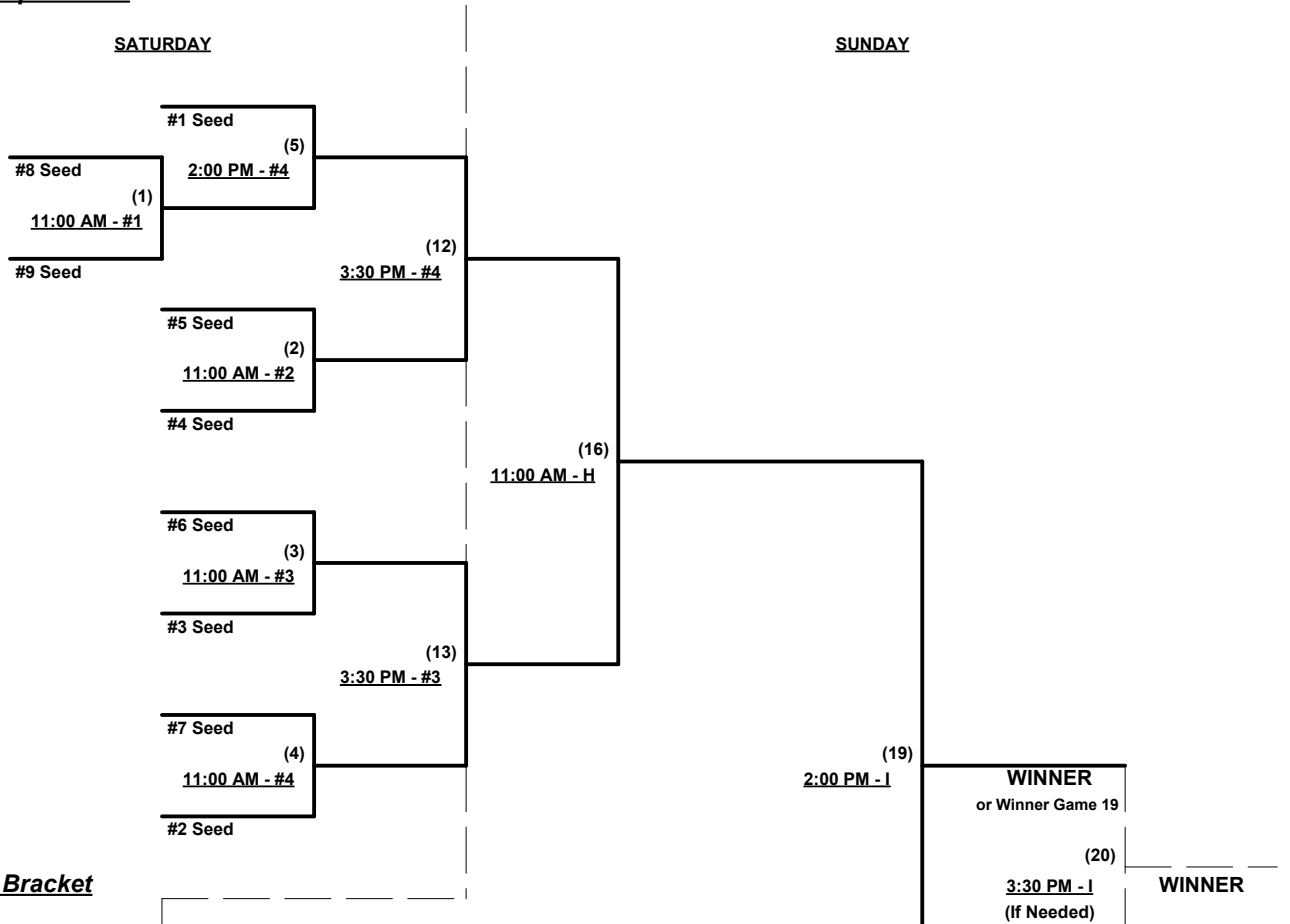 SATURDAY
SUNDAY
#1 Seed
(5)
2:00 PM - #4
#8 Seed
(1)
11:00 AM - #1
#9 Seed
(12)
3:30 PM - #4
#5 Seed
(2)
11:00 AM - #2
#4 Seed
(16)
11:00 AM - H
#6 Seed
(3)
11:00 AM - #3
#3 Seed
(13)
3:30 PM - #3
#7 Seed
(4)
11:00 AM - #4
#2 Seed
(19)
2:00 PM - I
WINNER
or Winner Game 19
(20)
3:30 PM - I
(If Needed)
WINNER
Bracket